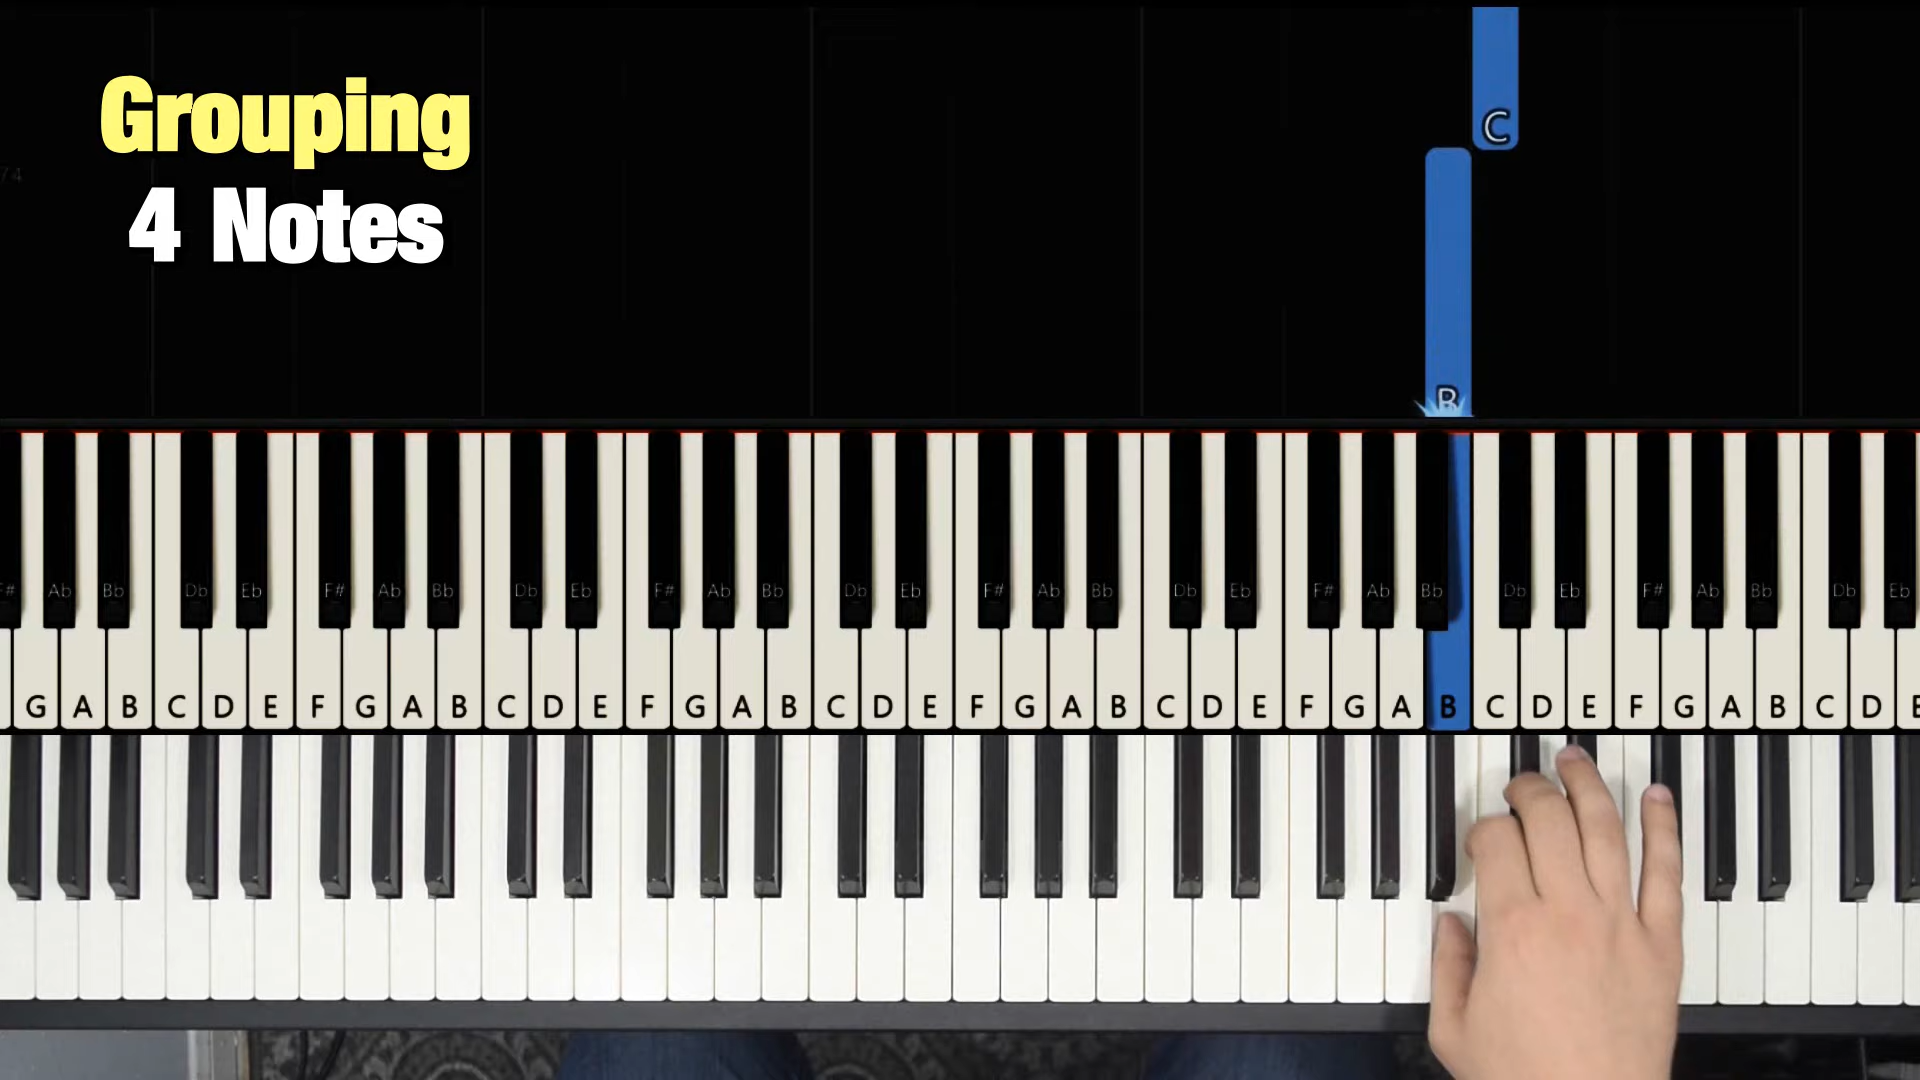 Grouping
4 Notes
74
C
B
F# Ab Bb Db Eb F# Ab Bb Db Eb F# Ab Bb Db Eb F# Ab Bb Db Eb F# Ab Bb Db Eb F# Ab Bb Db Eb
G A B C D E F G A B C D E F G A B C D E F G A B C D E F G A B C D E F G A B C D E